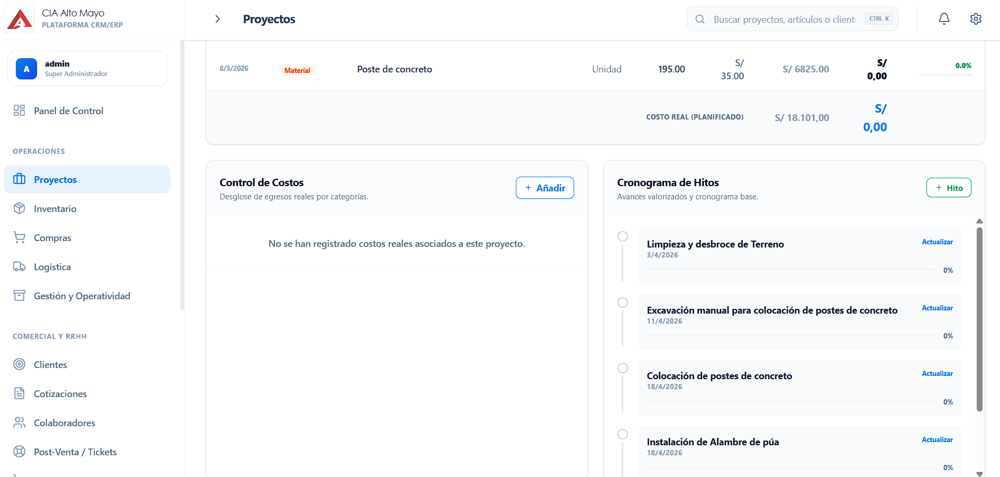 CIA Alto Mayo
PLATAFORMA CRM/ERP
Proyectos
Buscar proyectos, artículos o client
CTRL K
A
admin
Super Administrador
Panel de Control
OPERACIONES
Proyectos
Inventario
Compras
Logística
Gestión y Operatividad
COMERCIAL Y RRHH
Clientes
Cotizaciones
Colaboradores
Post-Venta / Tickets
8/3/2026
Material
Poste de concreto
Unidad
195.00
S/
35.00
S/ 6825.00
S/
0,00
0.0%
COSTO REAL (PLANIFICADO)
S/ 18.101,00
S/
0,00
Control de Costos
Desglose de egresos reales por categorías.
+ Añadir
No se han registrado costos reales asociados a este proyecto.
Cronograma de Hitos
Avances valorizados y cronograma base.
+ Hito
Limpieza y desbroce de Terreno
Actualizar
3/4/2026
0%
Excavación manual para colocación de postes de concreto
Actualizar
11/4/2026
0%
Colocación de postes de concreto
Actualizar
18/4/2026
0%
Instalación de Alambre de púa
Actualizar
18/4/2026
0%